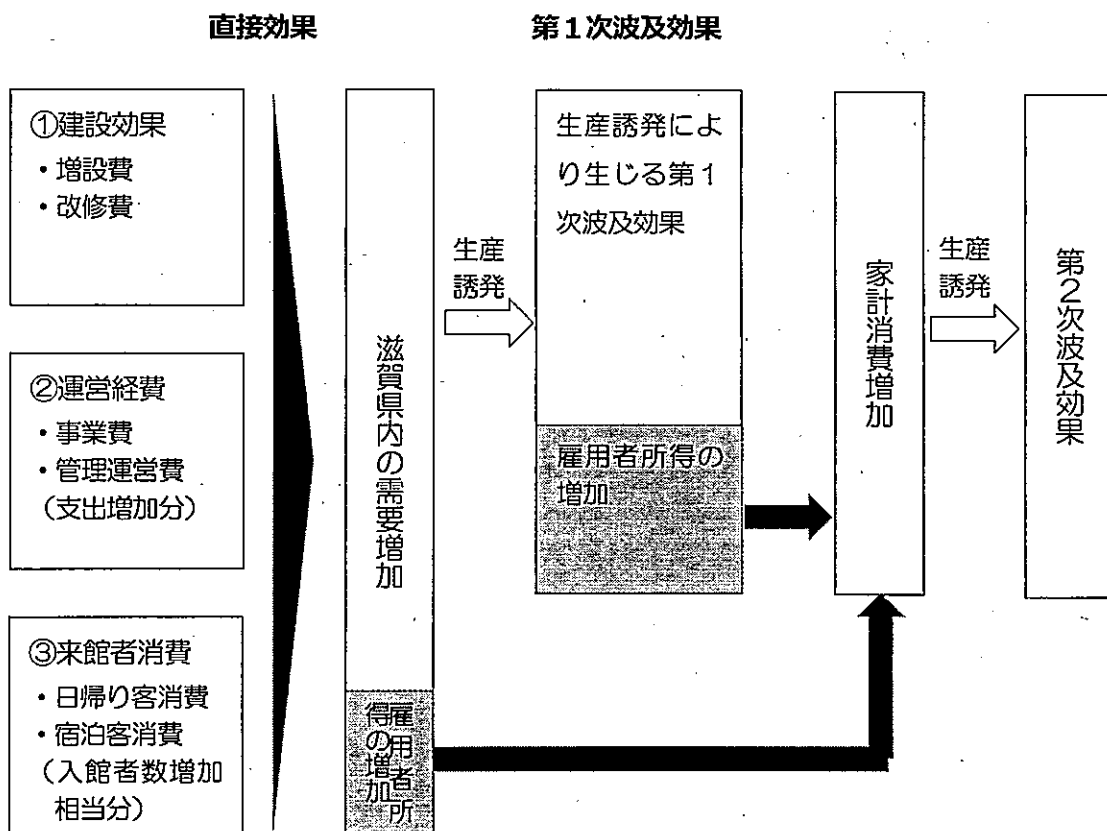 直接効果
第１次波及効果
①建設効果
・増設費
・改修費
②運営経費
・事業費
・管理運営費
（支出増加分）
③来館者消費
・日帰り客消費
・宿泊客消費
（入館者数増加
相当分）
滋賀県内の需要増加
雇用者所
得の増加
生産
誘発
生産誘発によ
り生じる第１
次波及効果
雇用者所得の
増加
家計消費増加
生産
誘発
第２次波及効果